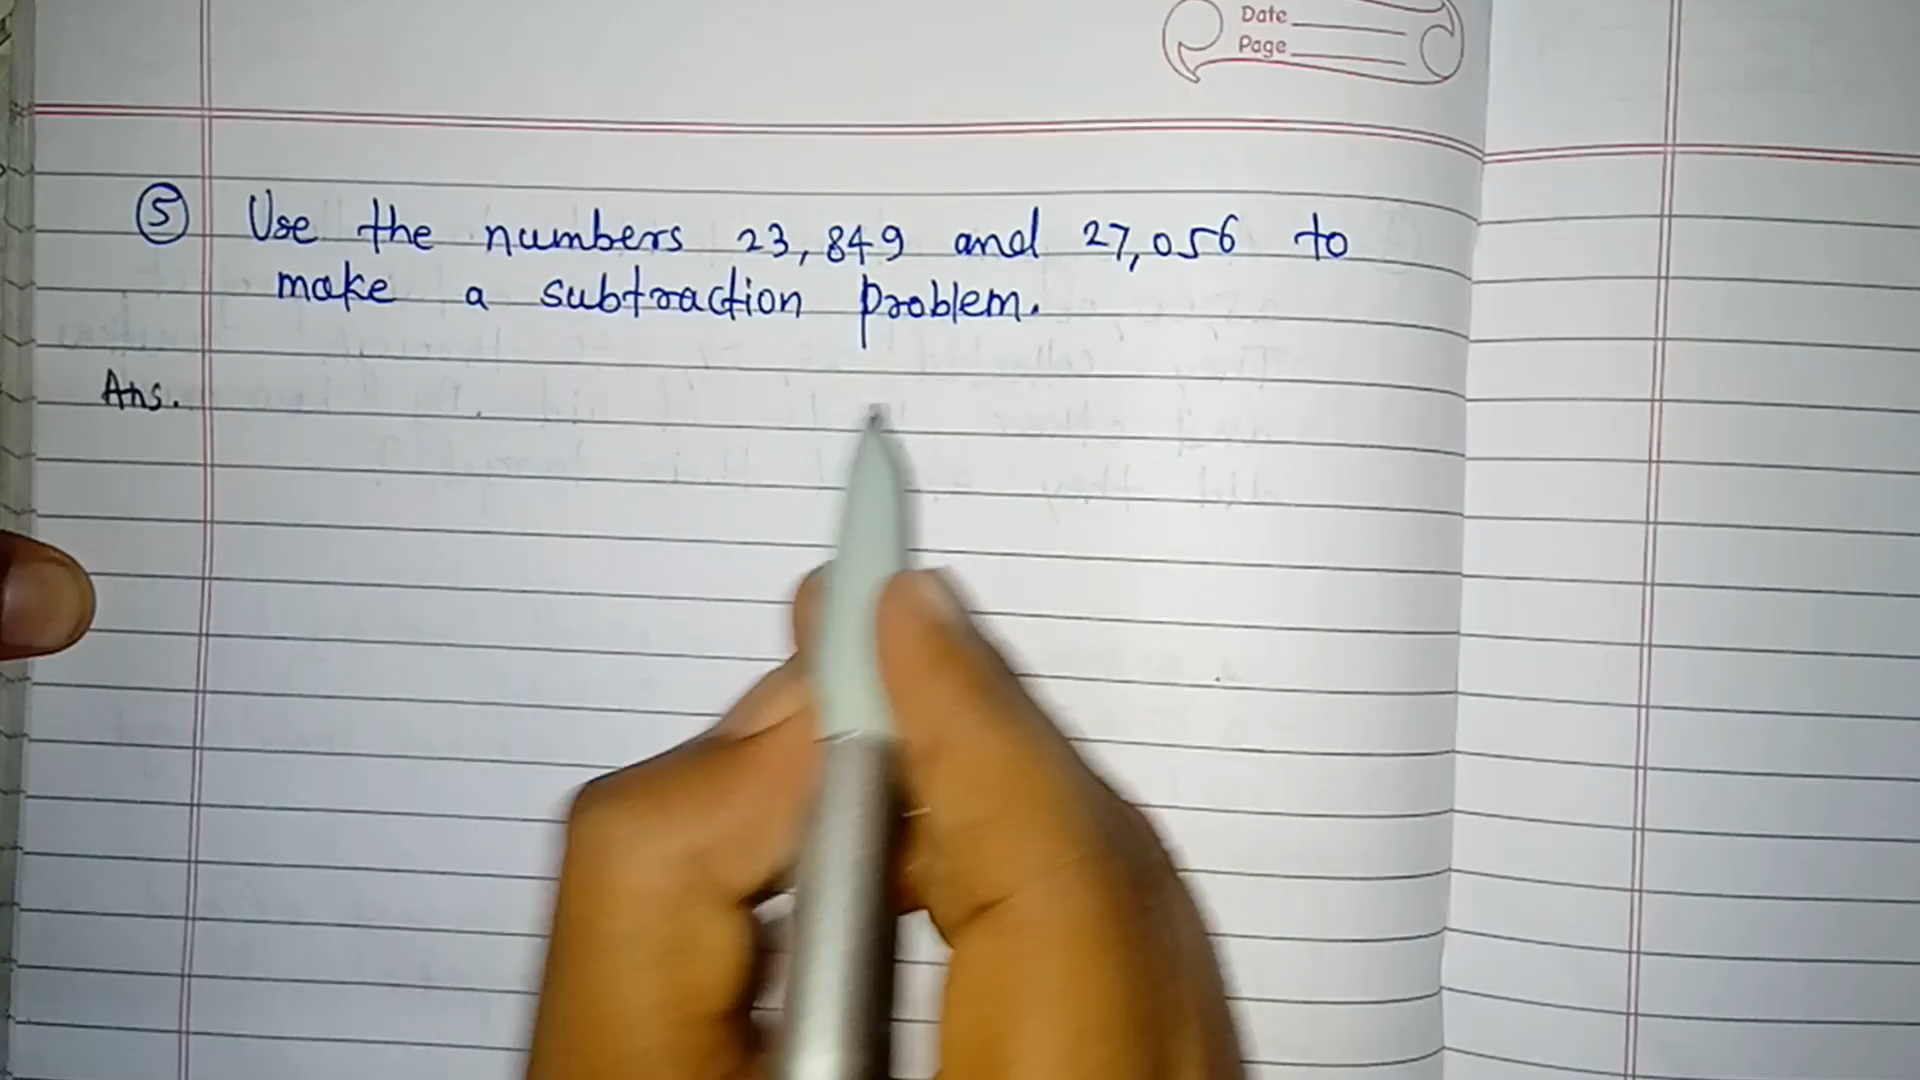 Date
Page
5 Use the numbers 23,849 and 27,056 to
make a subtraction problem.
Ans.